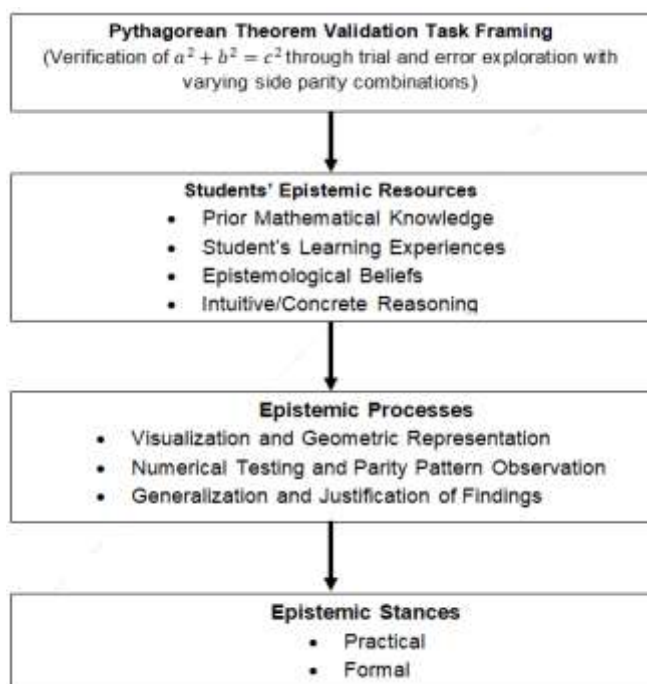 Pythagorean Theorem Validation Task Framing
(Verification of a² + b² = c² through trial and error exploration with
varying side parity combinations)
Students' Epistemic Resources
• Prior Mathematical Knowledge
• Student's Learning Experiences
• Epistemological Beliefs
• Intuitive/Concrete Reasoning
Epistemic Processes
• Visualization and Geometric Representation
• Numerical Testing and Parity Pattern Observation
• Generalization and Justification of Findings
Epistemic Stances
• Practical
• Formal